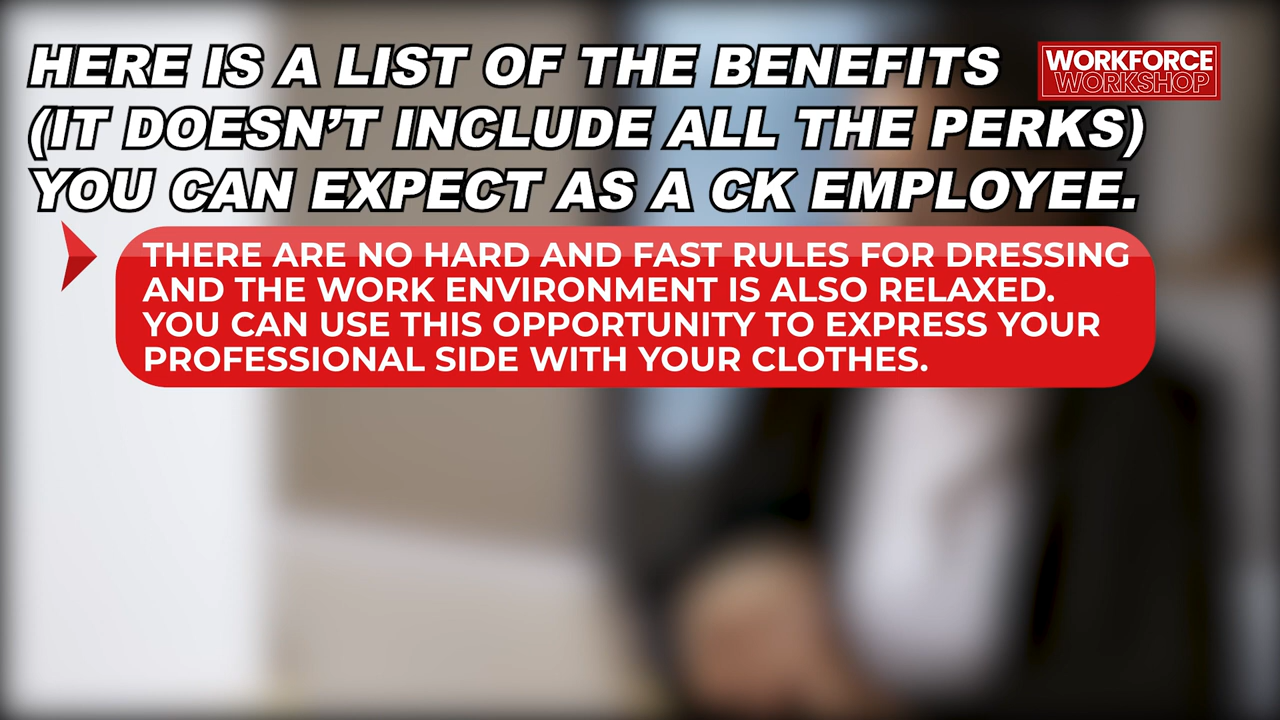 HERE IS A LIST OF THE BENEFITS
(IT DOESN'T INCLUDE ALL THE PERKS)
YOU CAN EXPECT AS A CK EMPLOYEE.
WORKFORCE
WORKSHOP
THERE ARE NO HARD AND FAST RULES FOR DRESSING
AND THE WORK ENVIRONMENT IS ALSO RELAXED.
YOU CAN USE THIS OPPORTUNITY TO EXPRESS YOUR
PROFESSIONAL SIDE WITH YOUR CLOTHES.